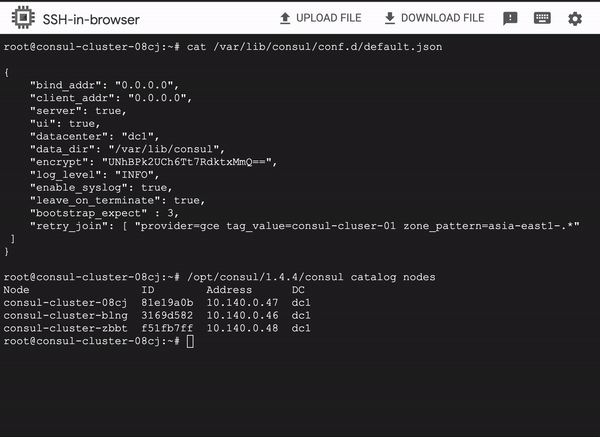 SSH-in-browser
UPLOAD FILE
DOWNLOAD FILE
root@consul-cluster-08cj:~# cat /var/lib/consul/conf.d/default.json
{
"bind_addr": "0.0.0.0",
"client_addr": "0.0.0.0",
"server": true,
"ui": true,
"datacenter": "dc1",
"data_dir": "/var/lib/consul",
"encrypt": "UNhBPk2UCh6Tt7RdktxMmQ==",
"log_level": "INFO",
"enable_syslog": true,
"leave_on_terminate": true,
"bootstrap_expect" : 3,
"retry_join": [ "provider=gce tag_value=consul-cluser-01 zone_pattern=asia-east1-.*"
]
}
root@consul-cluster-08cj:~# /opt/consul/1.4.4/consul catalog nodes
Node ID Address DC
consul-cluster-08cj 81e19a0b 10.140.0.47 dc1
consul-cluster-blng 3169d582 10.140.0.46 dc1
consul-cluster-zbbt f51fb7ff 10.140.0.48 dc1
root@consul-cluster-08cj:~#